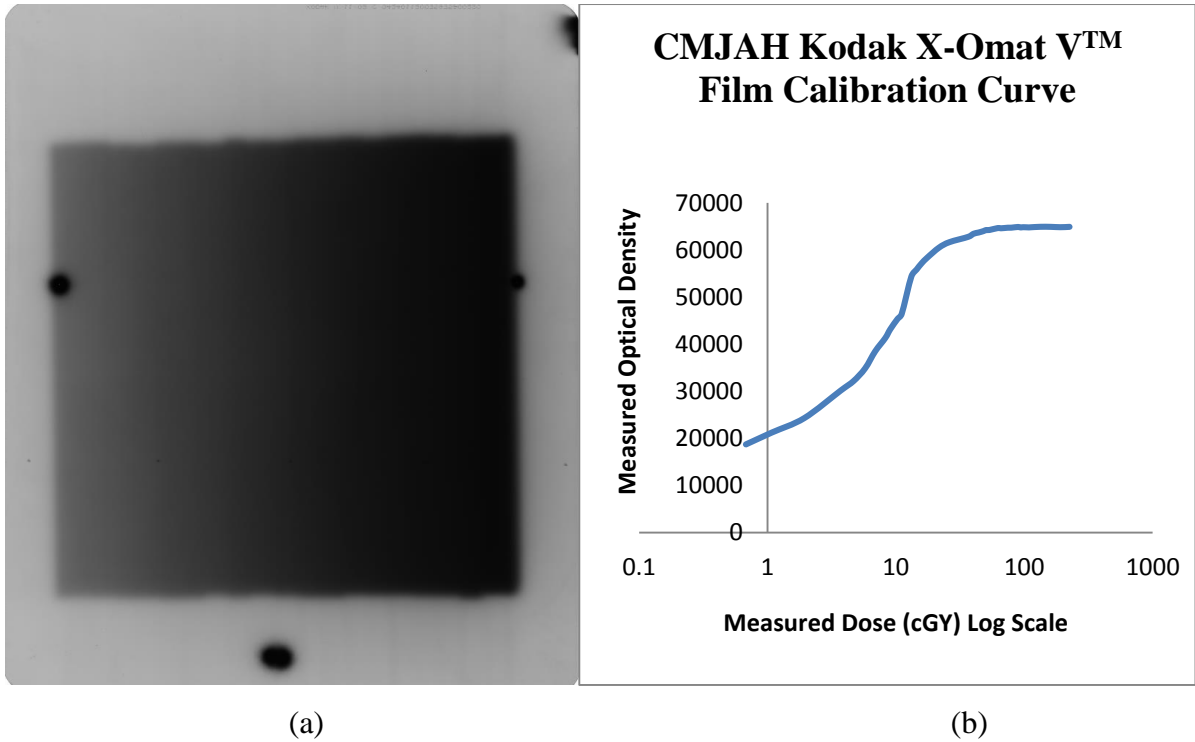 CMJAH Kodak X-Omat V™
Film Calibration Curve
Measured Optical Density
70000
60000
50000
40000
30000
20000
10000
0
0.1 1 10 100 1000
Measured Dose (cGY) Log Scale
(a) (b)